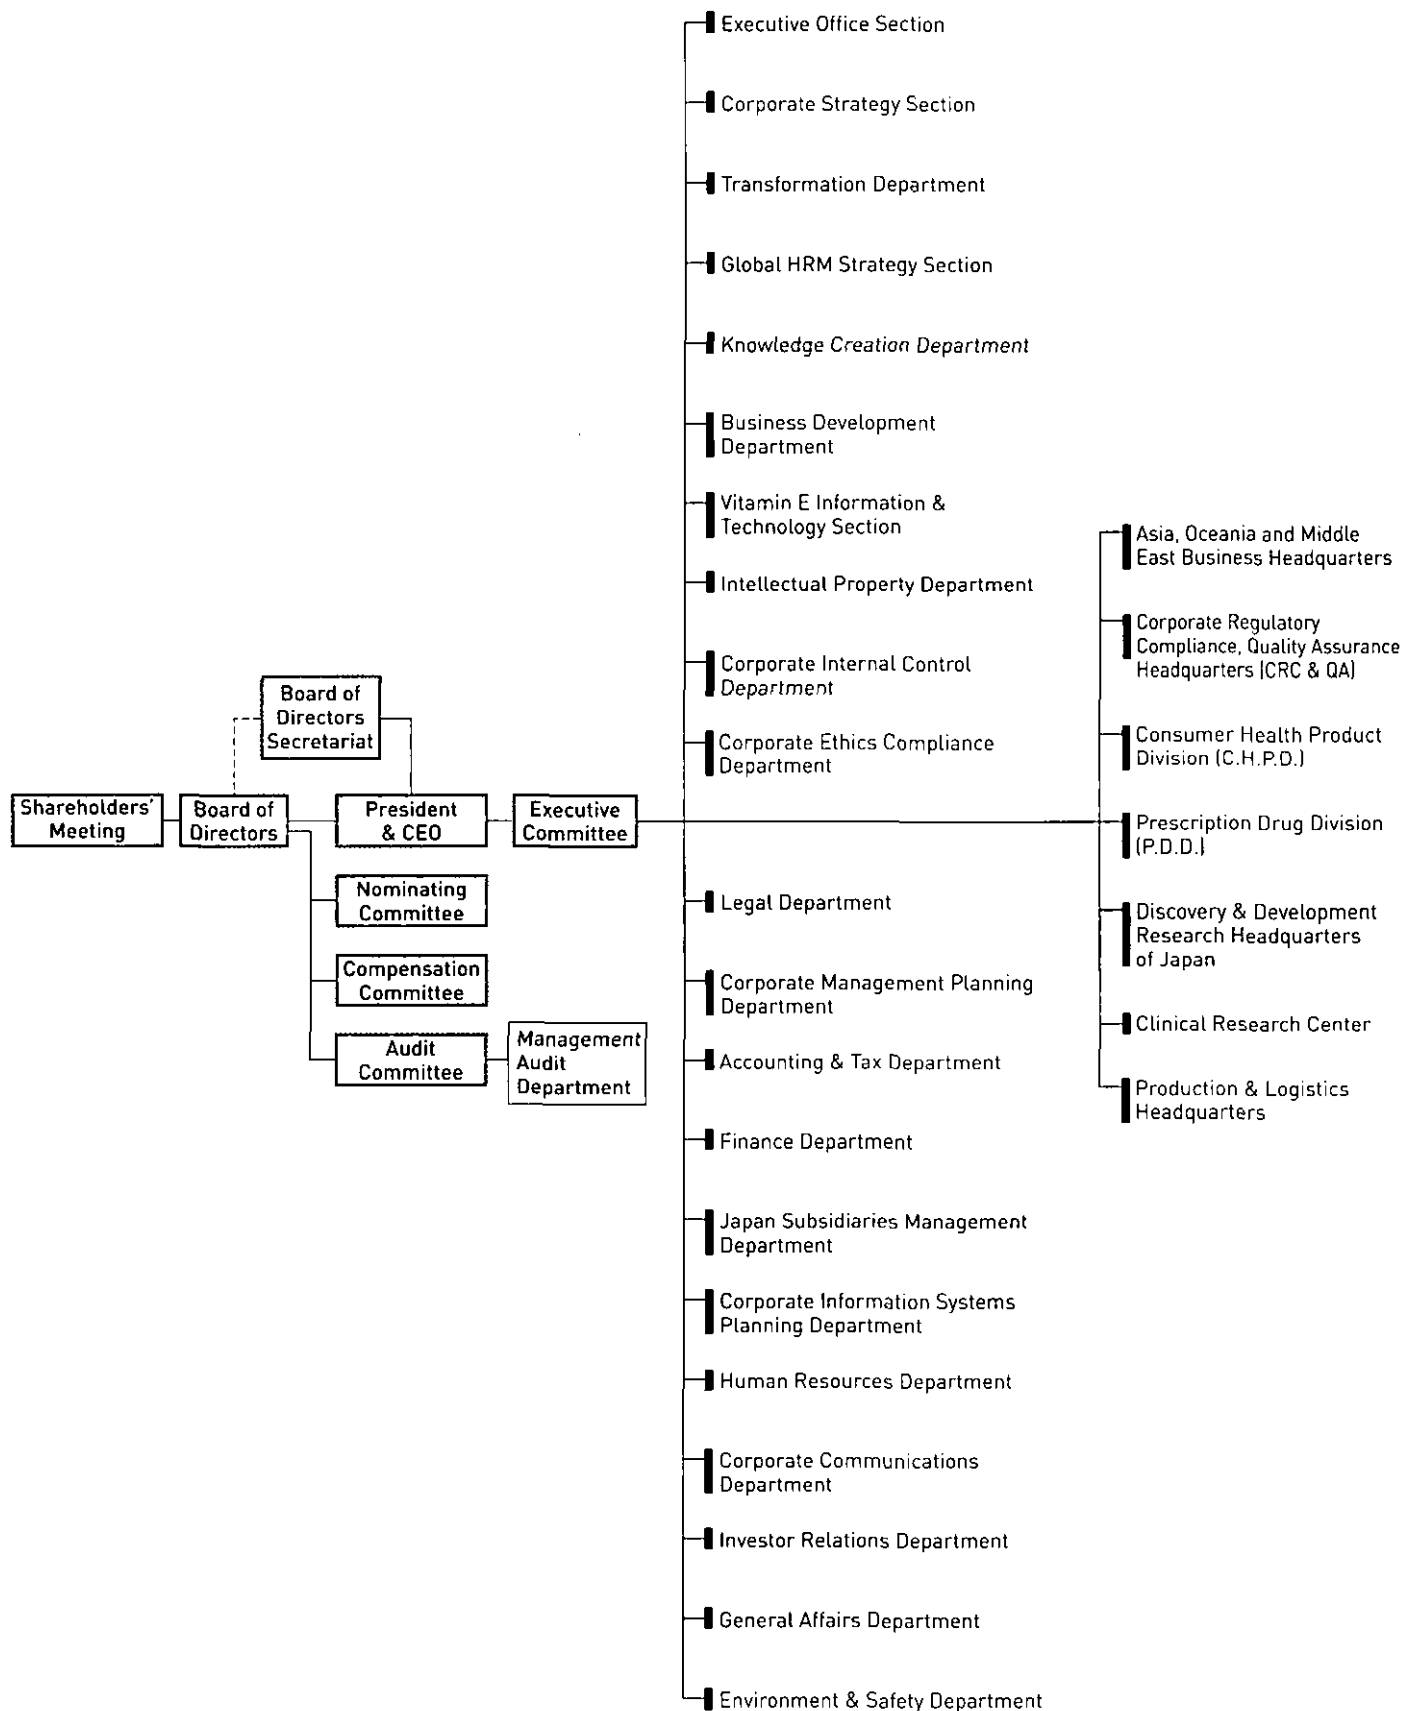 Executive Office Section
Corporate Strategy Section
Transformation Department
Global HRM Strategy Section
Knowledge Creation Department
Business Development
Department
Vitamin E Information &
Technology Section
Intellectual Property Department
Corporate Internal Control
Department
Corporate Ethics Compliance
Department
Board of
Directors
Secretariat
Shareholders'
Meeting
Board of
Directors
President
& CEO
Executive
Committee
Nominating
Committee
Compensation
Committee
Audit
Committee
Management
Audit
Department
Legal Department
Corporate Management Planning
Department
Accounting & Tax Department
Finance Department
Japan Subsidiaries Management
Department
Corporate Information Systems
Planning Department
Human Resources Department
Corporate Communications
Department
Investor Relations Department
General Affairs Department
Environment & Safety Department
Asia, Oceania and Middle
East Business Headquarters
Corporate Regulatory
Compliance, Quality Assurance
Headquarters (CRC & QA)
Consumer Health Product
Division (C.H.P.D.)
Prescription Drug Division
(P.D.D.)
Discovery & Development
Research Headquarters
of Japan
Clinical Research Center
Production & Logistics
Headquarters